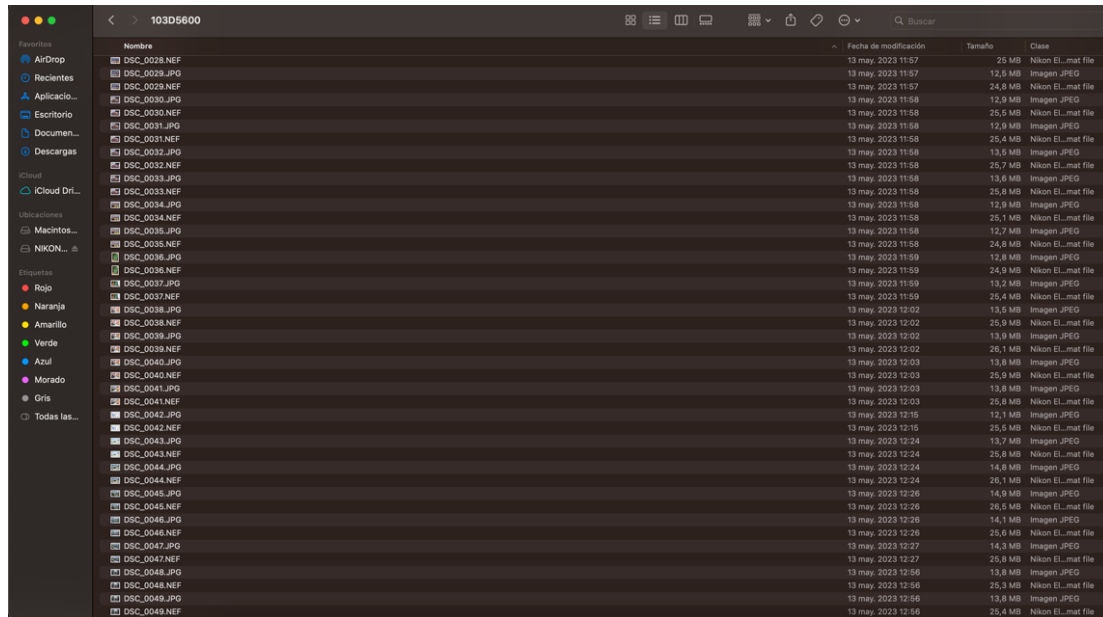 103D5600
Buscar
Favoritos
AirDrop
Recientes
Aplicacio...
Escritorio
Documen...
Descargas
iCloud
iCloud Dri...
Ubicaciones
Macintos...
NIKON...
Etiquetas
Rojo
Naranja
Amarillo
Verde
Azul
Morado
Gris
Todas las...
Nombre Fecha de modificación Tamaño Clase
DSC_0028.NEF 13 may. 2023 11:57 25 MB Nikon El...mat file
DSC_0029.JPG 13 may. 2023 11:57 12,5 MB Imagen JPEG
DSC_0029.NEF 13 may. 2023 11:57 24,8 MB Nikon El...mat file
DSC_0030.JPG 13 may. 2023 11:58 12,9 MB Imagen JPEG
DSC_0030.NEF 13 may. 2023 11:58 25,5 MB Nikon El...mat file
DSC_0031.JPG 13 may. 2023 11:58 12,9 MB Imagen JPEG
DSC_0031.NEF 13 may. 2023 11:58 25,4 MB Nikon El...mat file
DSC_0032.JPG 13 may. 2023 11:58 13,5 MB Imagen JPEG
DSC_0032.NEF 13 may. 2023 11:58 25,7 MB Nikon El...mat file
DSC_0033.JPG 13 may. 2023 11:58 13,6 MB Imagen JPEG
DSC_0033.NEF 13 may. 2023 11:58 25,8 MB Nikon El...mat file
DSC_0034.JPG 13 may. 2023 11:58 12,9 MB Imagen JPEG
DSC_0034.NEF 13 may. 2023 11:58 25,1 MB Nikon El...mat file
DSC_0035.JPG 13 may. 2023 11:58 12,7 MB Imagen JPEG
DSC_0035.NEF 13 may. 2023 11:58 24,8 MB Nikon El...mat file
DSC_0036.JPG 13 may. 2023 11:59 12,8 MB Imagen JPEG
DSC_0036.NEF 13 may. 2023 11:59 24,9 MB Nikon El...mat file
DSC_0037.JPG 13 may. 2023 11:59 13,2 MB Imagen JPEG
DSC_0037.NEF 13 may. 2023 11:59 25,4 MB Nikon El...mat file
DSC_0038.JPG 13 may. 2023 12:02 13,5 MB Imagen JPEG
DSC_0038.NEF 13 may. 2023 12:02 25,9 MB Nikon El...mat file
DSC_0039.JPG 13 may. 2023 12:02 13,9 MB Imagen JPEG
DSC_0039.NEF 13 may. 2023 12:02 26,1 MB Nikon El...mat file
DSC_0040.JPG 13 may. 2023 12:03 13,8 MB Imagen JPEG
DSC_0040.NEF 13 may. 2023 12:03 25,9 MB Nikon El...mat file
DSC_0041.JPG 13 may. 2023 12:03 13,8 MB Imagen JPEG
DSC_0041.NEF 13 may. 2023 12:03 25,8 MB Nikon El...mat file
DSC_0042.JPG 13 may. 2023 12:15 12,1 MB Imagen JPEG
DSC_0042.NEF 13 may. 2023 12:15 25,5 MB Nikon El...mat file
DSC_0043.JPG 13 may. 2023 12:24 13,7 MB Imagen JPEG
DSC_0043.NEF 13 may. 2023 12:24 25,8 MB Nikon El...mat file
DSC_0044.JPG 13 may. 2023 12:24 14,8 MB Imagen JPEG
DSC_0044.NEF 13 may. 2023 12:24 26,1 MB Nikon El...mat file
DSC_0045.JPG 13 may. 2023 12:26 14,9 MB Imagen JPEG
DSC_0045.NEF 13 may. 2023 12:26 26,5 MB Nikon El...mat file
DSC_0046.JPG 13 may. 2023 12:26 14,1 MB Imagen JPEG
DSC_0046.NEF 13 may. 2023 12:26 25,6 MB Nikon El...mat file
DSC_0047.JPG 13 may. 2023 12:27 14,3 MB Imagen JPEG
DSC_0047.NEF 13 may. 2023 12:27 25,8 MB Nikon El...mat file
DSC_0048.JPG 13 may. 2023 12:56 13,8 MB Imagen JPEG
DSC_0048.NEF 13 may. 2023 12:56 25,3 MB Nikon El...mat file
DSC_0049.JPG 13 may. 2023 12:56 13,8 MB Imagen JPEG
DSC_0049.NEF 13 may. 2023 12:56 25,4 MB Nikon El...mat file